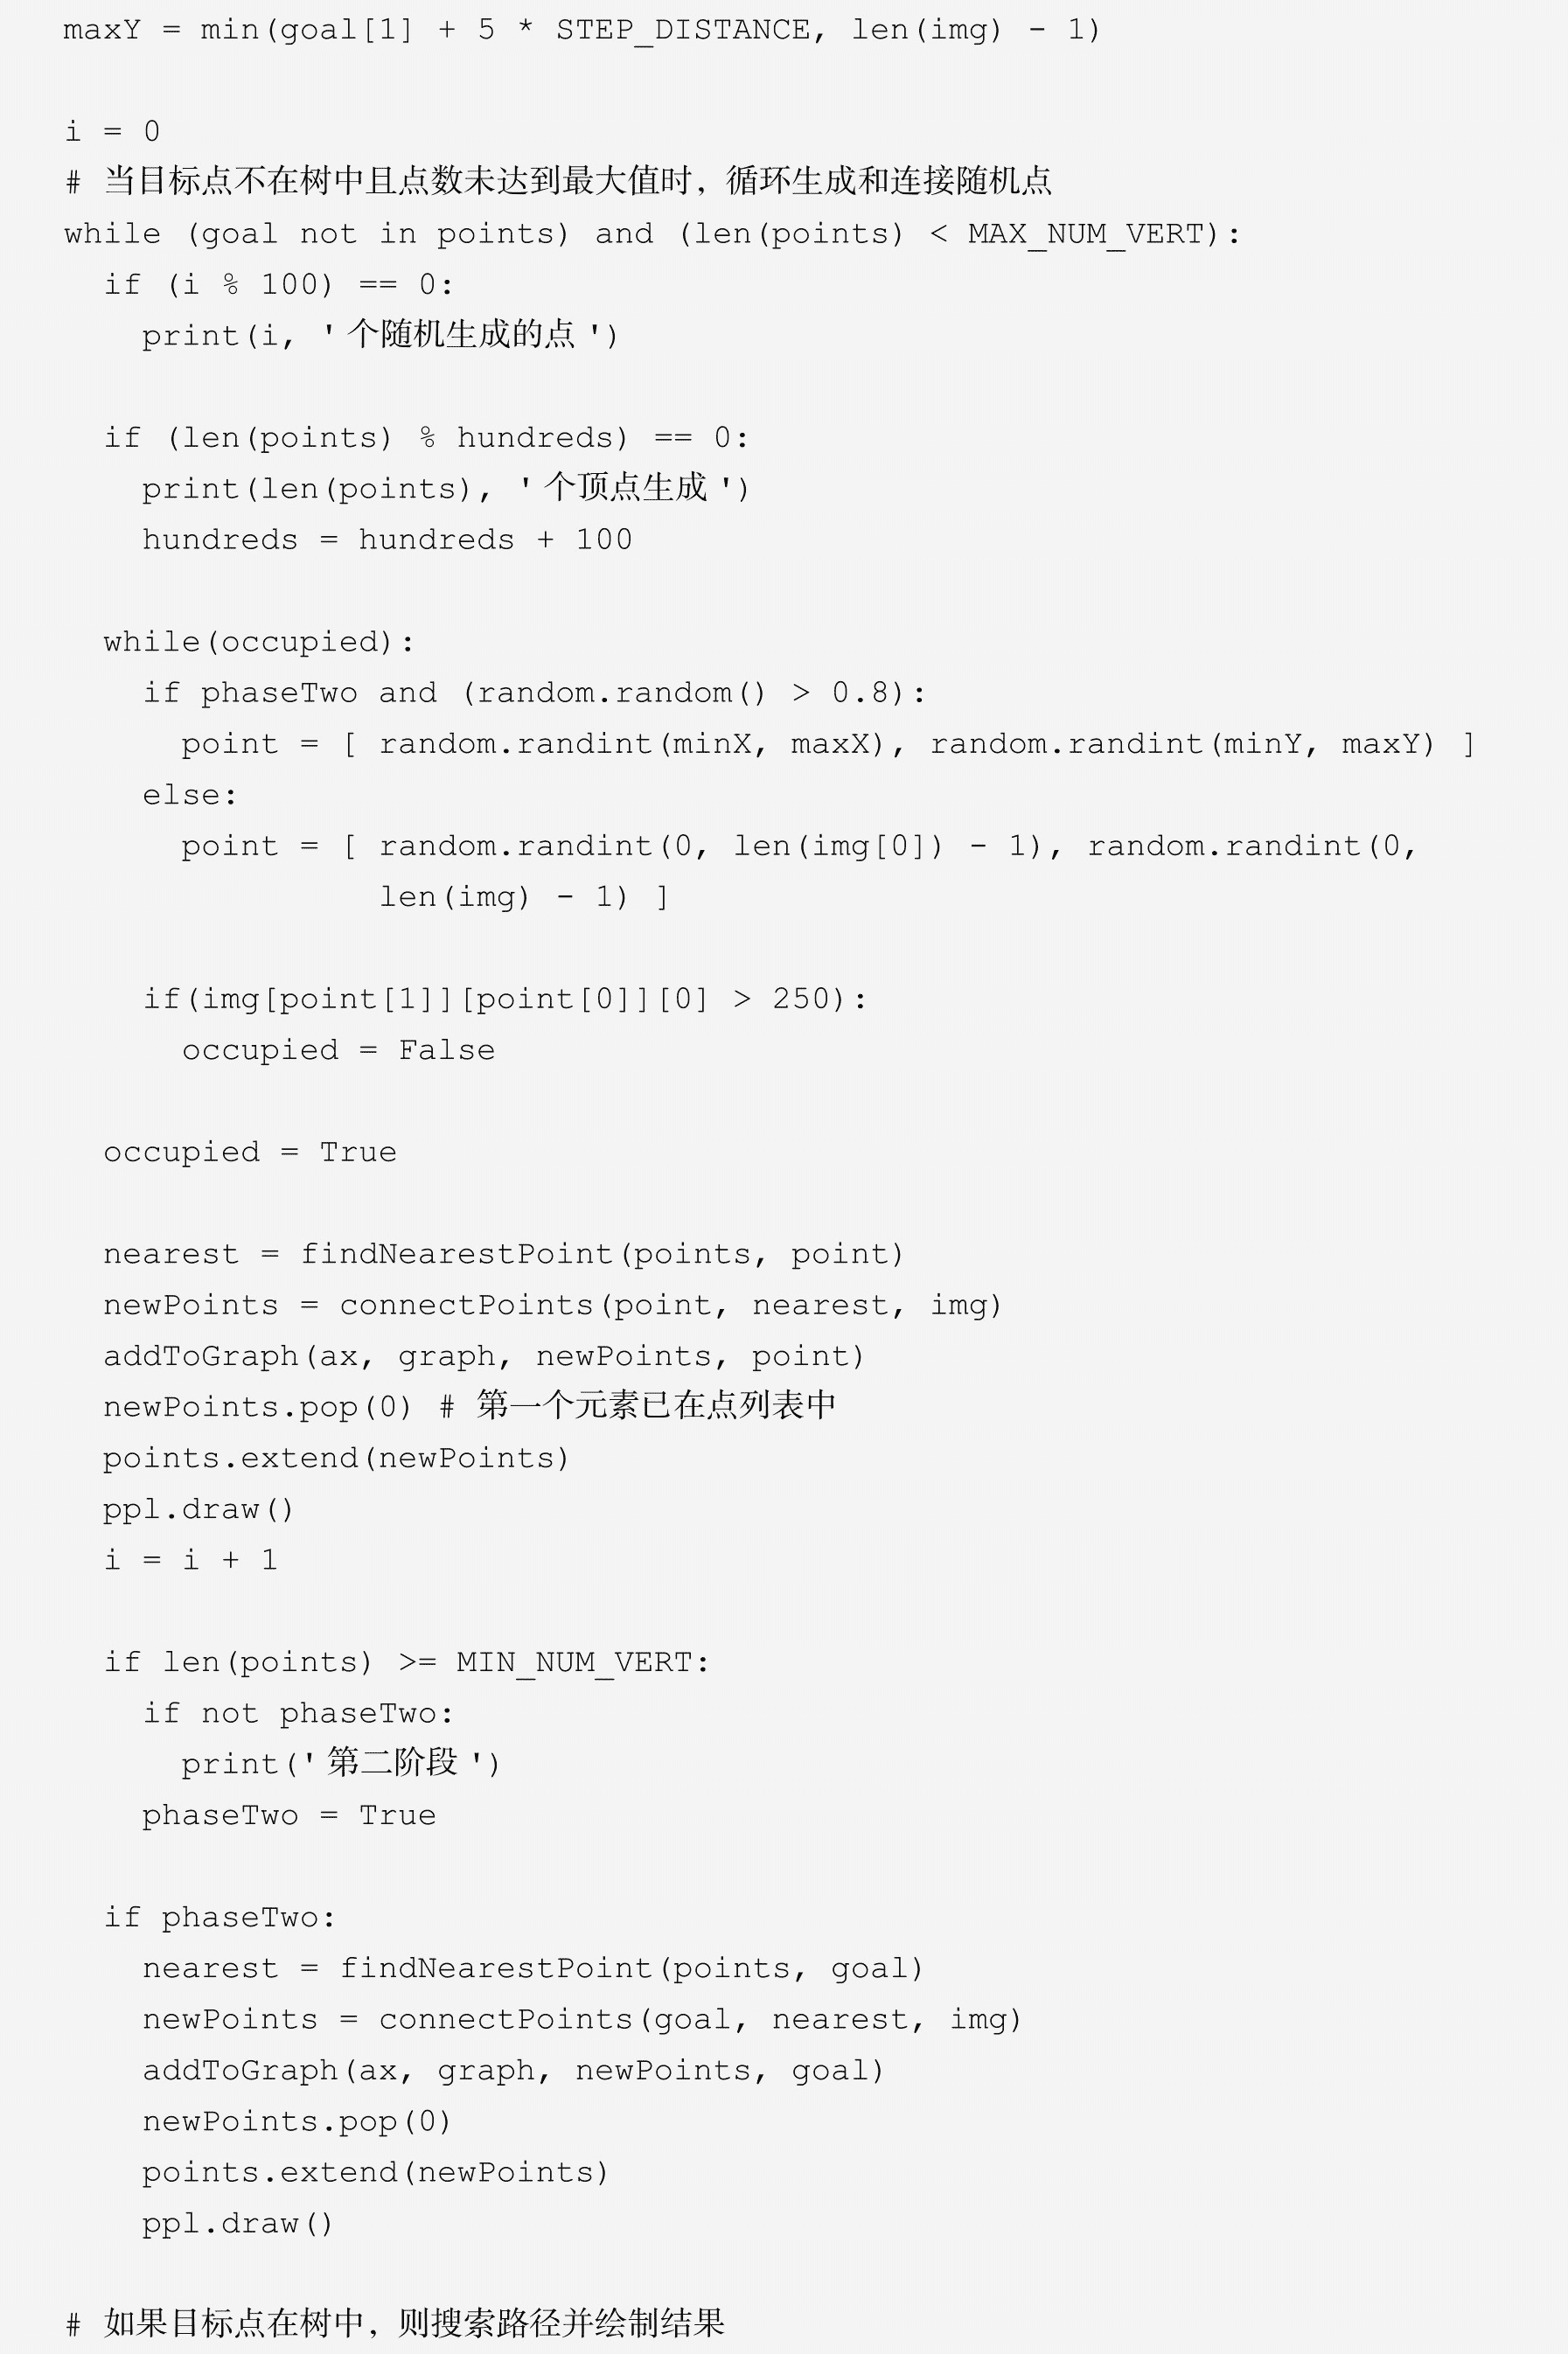 maxY = min(goal[1] + 5 * STEP_DISTANCE, len(img) - 1)
i = 0
# 当目标点不在树中且点数未达到最大值时, 循环生成和连接随机点
while (goal not in points) and (len(points) < MAX_NUM_VERT):
if (i % 100) == 0:
print(i, '个随机生成的点')
if (len(points) % hundreds) == 0:
print(len(points), '个顶点生成')
hundreds = hundreds + 100
while(occupied):
if phaseTwo and (random.random() > 0.8):
point = [ random.randint(minX, maxX), random.randint(minY, maxY) ]
else:
point = [ random.randint(0, len(img[0]) - 1), random.randint(0,
len(img) - 1) ]
if(img[point[1]][point[0]][0] > 250):
occupied = False
occupied = True
nearest = findNearestPoint(points, point)
newPoints = connectPoints(point, nearest, img)
addToGraph(ax, graph, newPoints, point)
newPoints.pop(0) # 第一个元素已在点列表中
points.extend(newPoints)
ppl.draw()
i = i + 1
if len(points) >= MIN_NUM_VERT:
if not phaseTwo:
print('第二阶段')
phaseTwo = True
if phaseTwo:
nearest = findNearestPoint(points, goal)
newPoints = connectPoints(goal, nearest, img)
addToGraph(ax, graph, newPoints, goal)
newPoints.pop(0)
points.extend(newPoints)
ppl.draw()
# 如果目标点在树中, 则搜索路径并绘制结果